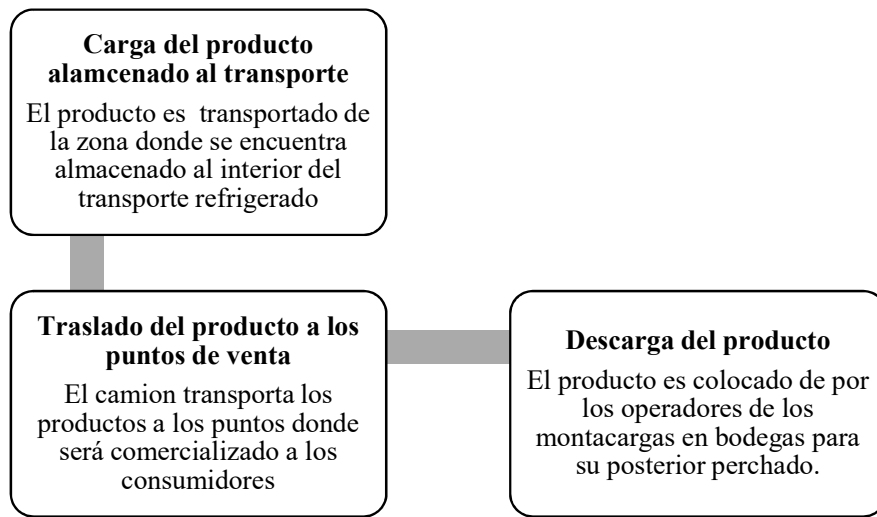 Carga del producto
alamcenado al transporte
El producto es  transportado de
la zona donde se encuentra
almacenado al interior del
transporte refrigerado
Traslado del producto a los
puntos de venta
El camion transporta los
productos a los puntos donde
será comercializado a los
consumidores
Descarga del producto
El producto es colocado de por
los operadores de los
montacargas en bodegas para
su posterior perchado.